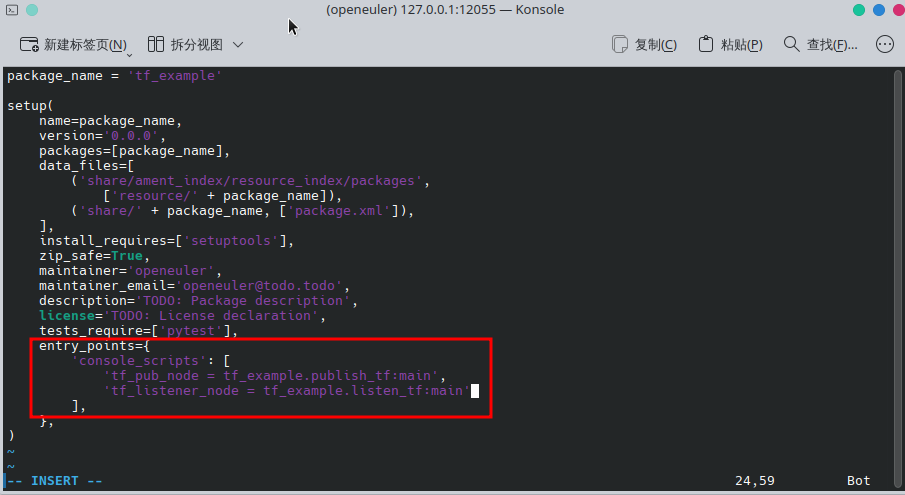 (openeuler) 127.0.0.1:12055 — Konsole
新建标签页(N)
拆分视图
复制(C)
粘贴(P)
查找(F)...
package_name = 'tf_example'
setup(
    name=package_name,
    version='0.0.0',
    packages=[package_name],
    data_files=[
        ('share/ament_index/resource_index/packages',
            ['resource/' + package_name]),
        ('share/' + package_name, ['package.xml']),
    ],
    install_requires=['setuptools'],
    zip_safe=True,
    maintainer='openeuler',
    maintainer_email='openeuler@todo.todo',
    description='TODO: Package description',
    license='TODO: License declaration',
    tests_require=['pytest'],
    entry_points={
        'console_scripts': [
            'tf_pub_node = tf_example.publish_tf:main',
            'tf_listener_node = tf_example.listen_tf:main'
        ],
    },
)
~
~
-- INSERT --
24,59
Bot